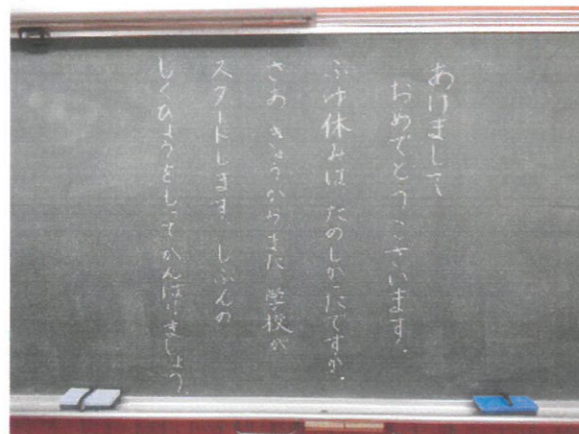 あけまして
おめでとうございます。
ふゆ休みは たのしかったですか。
さあ きょうからまた 学校が
スタートします。 じぶんの
もくひょうをもってがんばりましょう